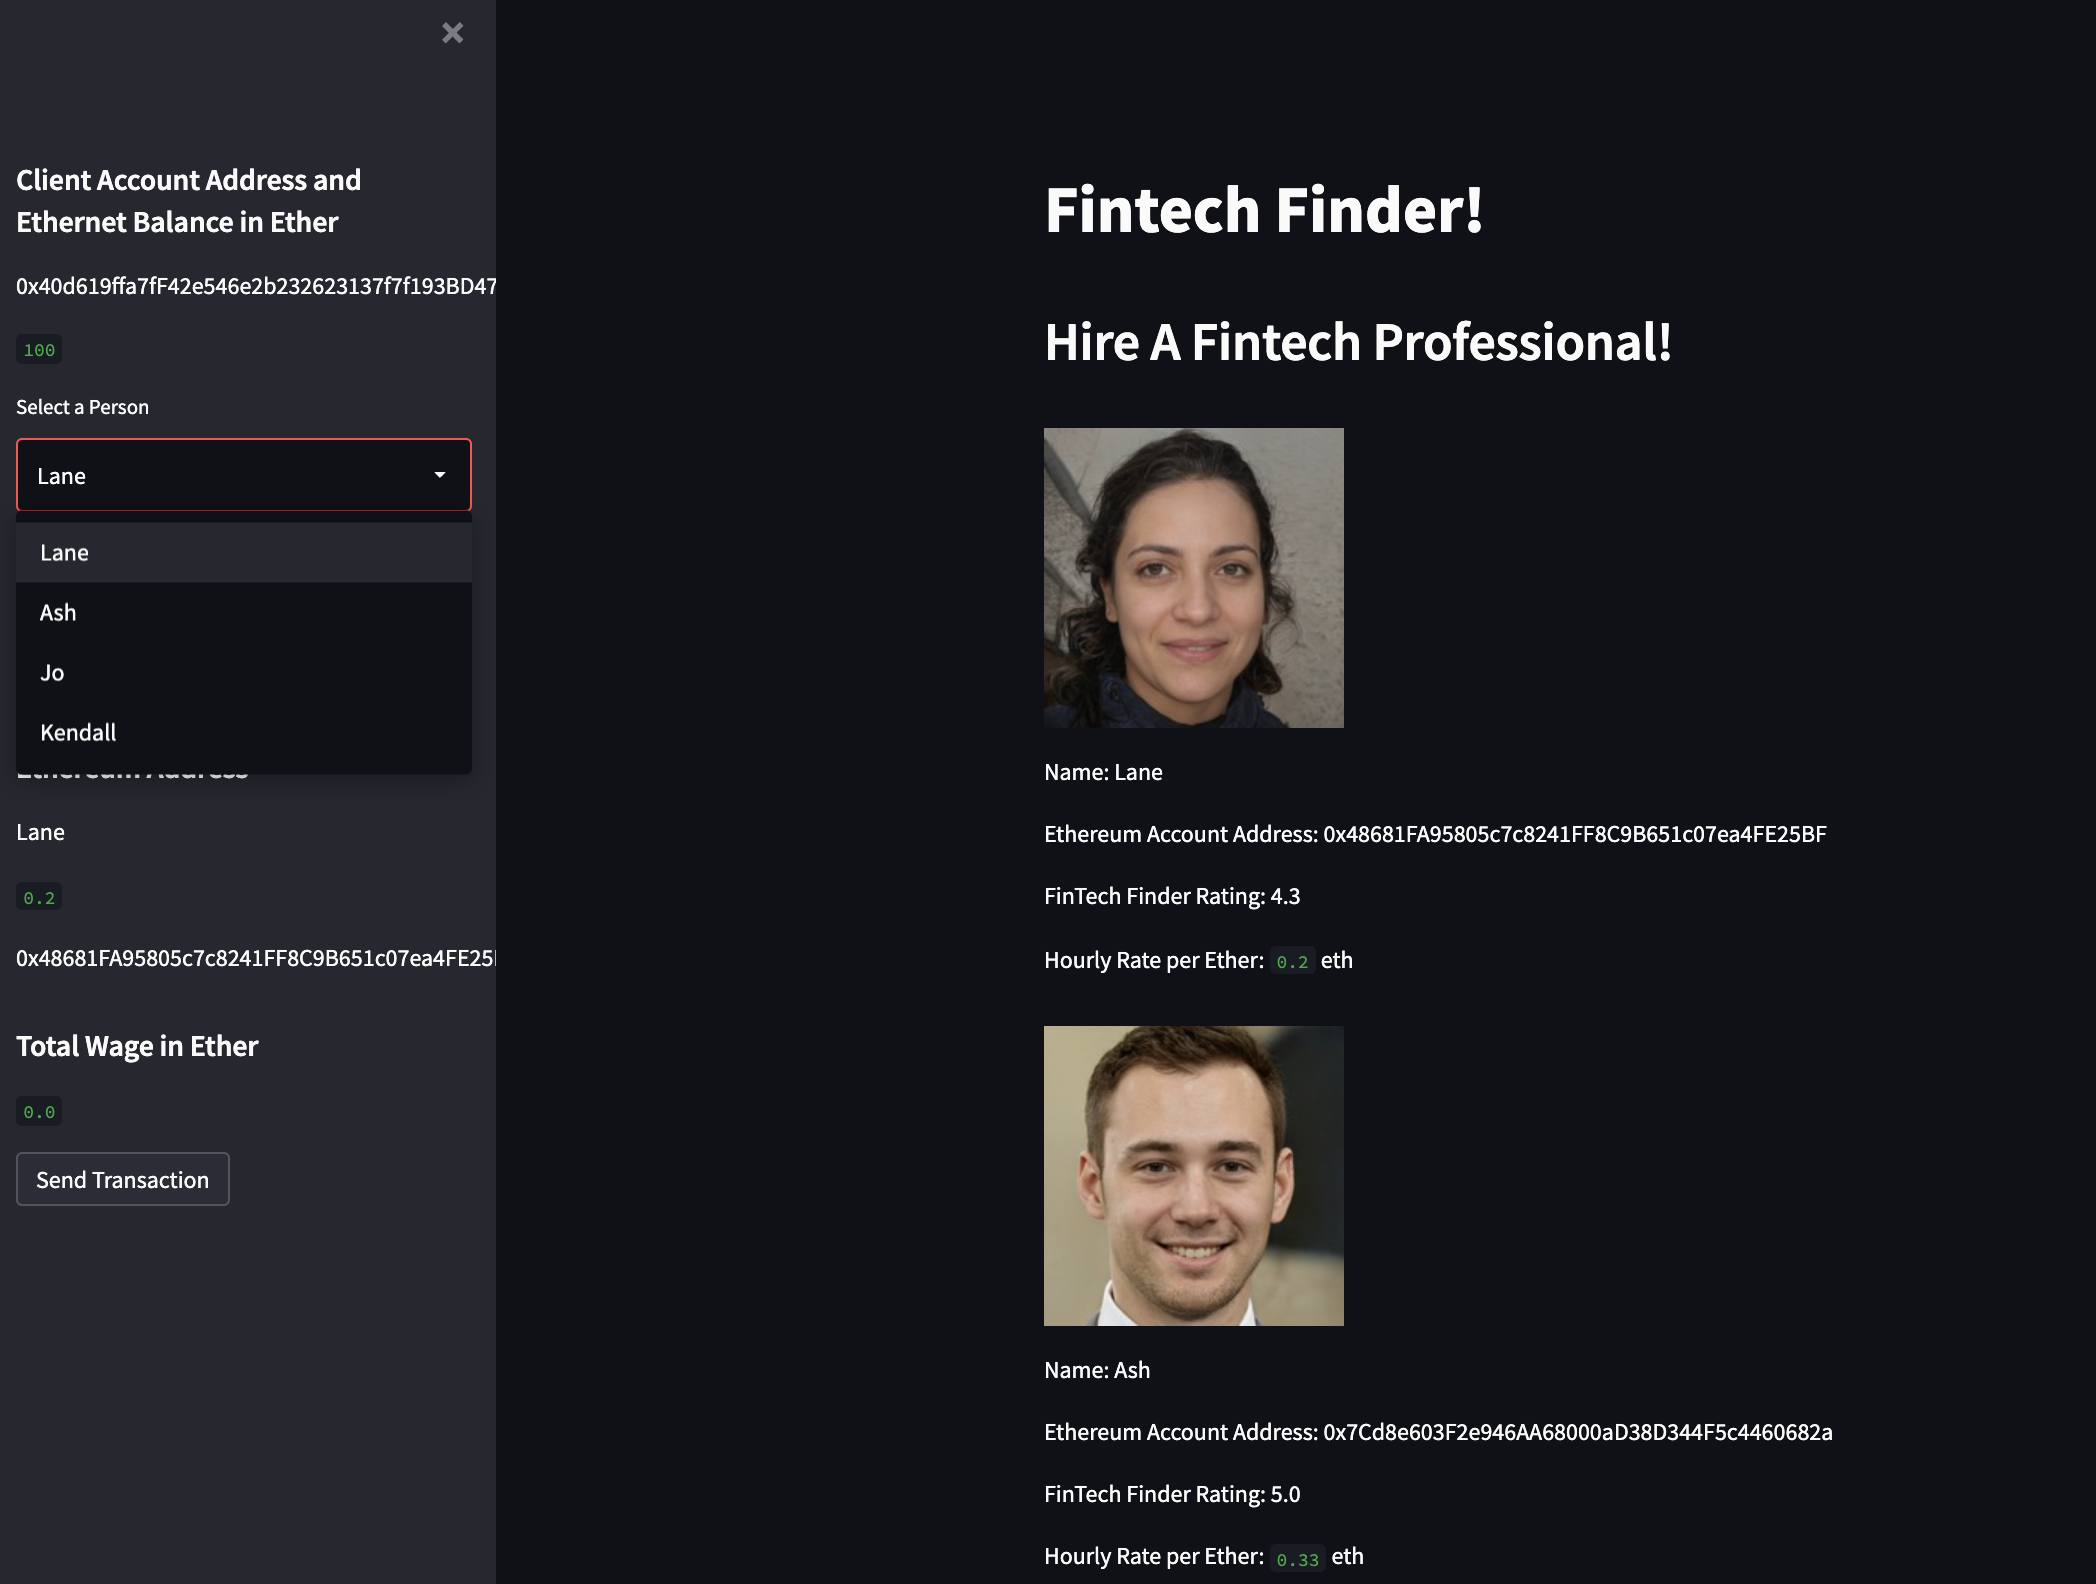 Client Account Address and
Ethernet Balance in Ether
0x40d619ffa7fF42e546e2b232623137f7f193BD47
100
Select a Person
Lane
Lane
Ash
Jo
Kendall
Ethereum Address
Lane
0.2
0x48681FA95805c7c8241FF8C9B651c07ea4FE25
Total Wage in Ether
0.0
Send Transaction
Fintech Finder!
Hire A Fintech Professional!
Name: Lane
Ethereum Account Address: 0x48681FA95805c7c8241FF8C9B651c07ea4FE25BF
FinTech Finder Rating: 4.3
Hourly Rate per Ether: 0.2 eth
Name: Ash
Ethereum Account Address: 0x7Cd8e603F2e946AA68000aD38D344F5c4460682a
FinTech Finder Rating: 5.0
Hourly Rate per Ether: 0.33 eth